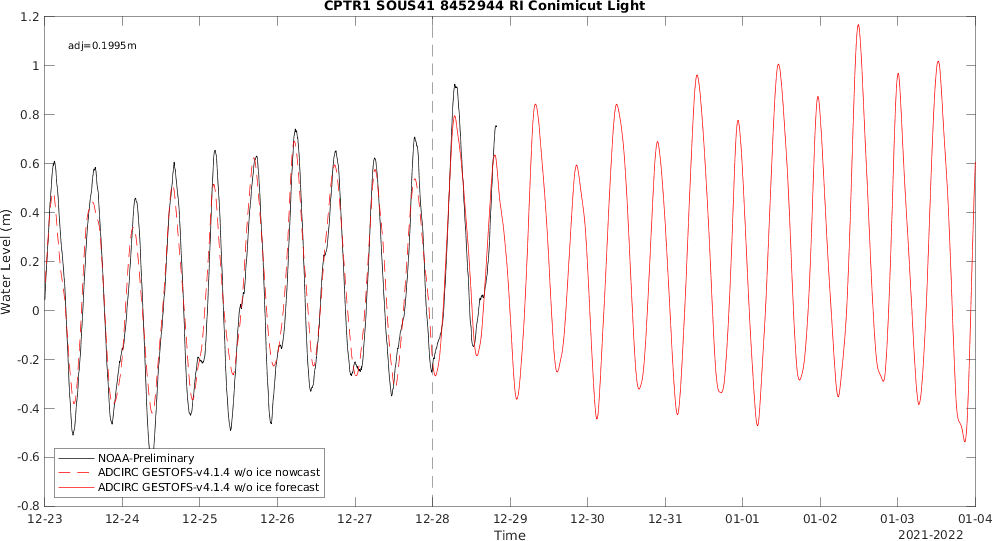 CPTR1 SOUS41 8452944 RI Conimicut Light
adj=0.1995m
Water Level (m)
1.2
1
0.8
0.6
0.4
0.2
0
-0.2
-0.4
-0.6
-0.8
NOAA-Preliminary
ADCIRC GESTOFS-v4.1.4 w/o ice nowcast
ADCIRC GESTOFS-v4.1.4 w/o ice forecast
12-23 12-24 12-25 12-26 12-27 12-28 12-29 12-30 12-31 01-01 01-02 01-03 01-04
Time
2021-2022